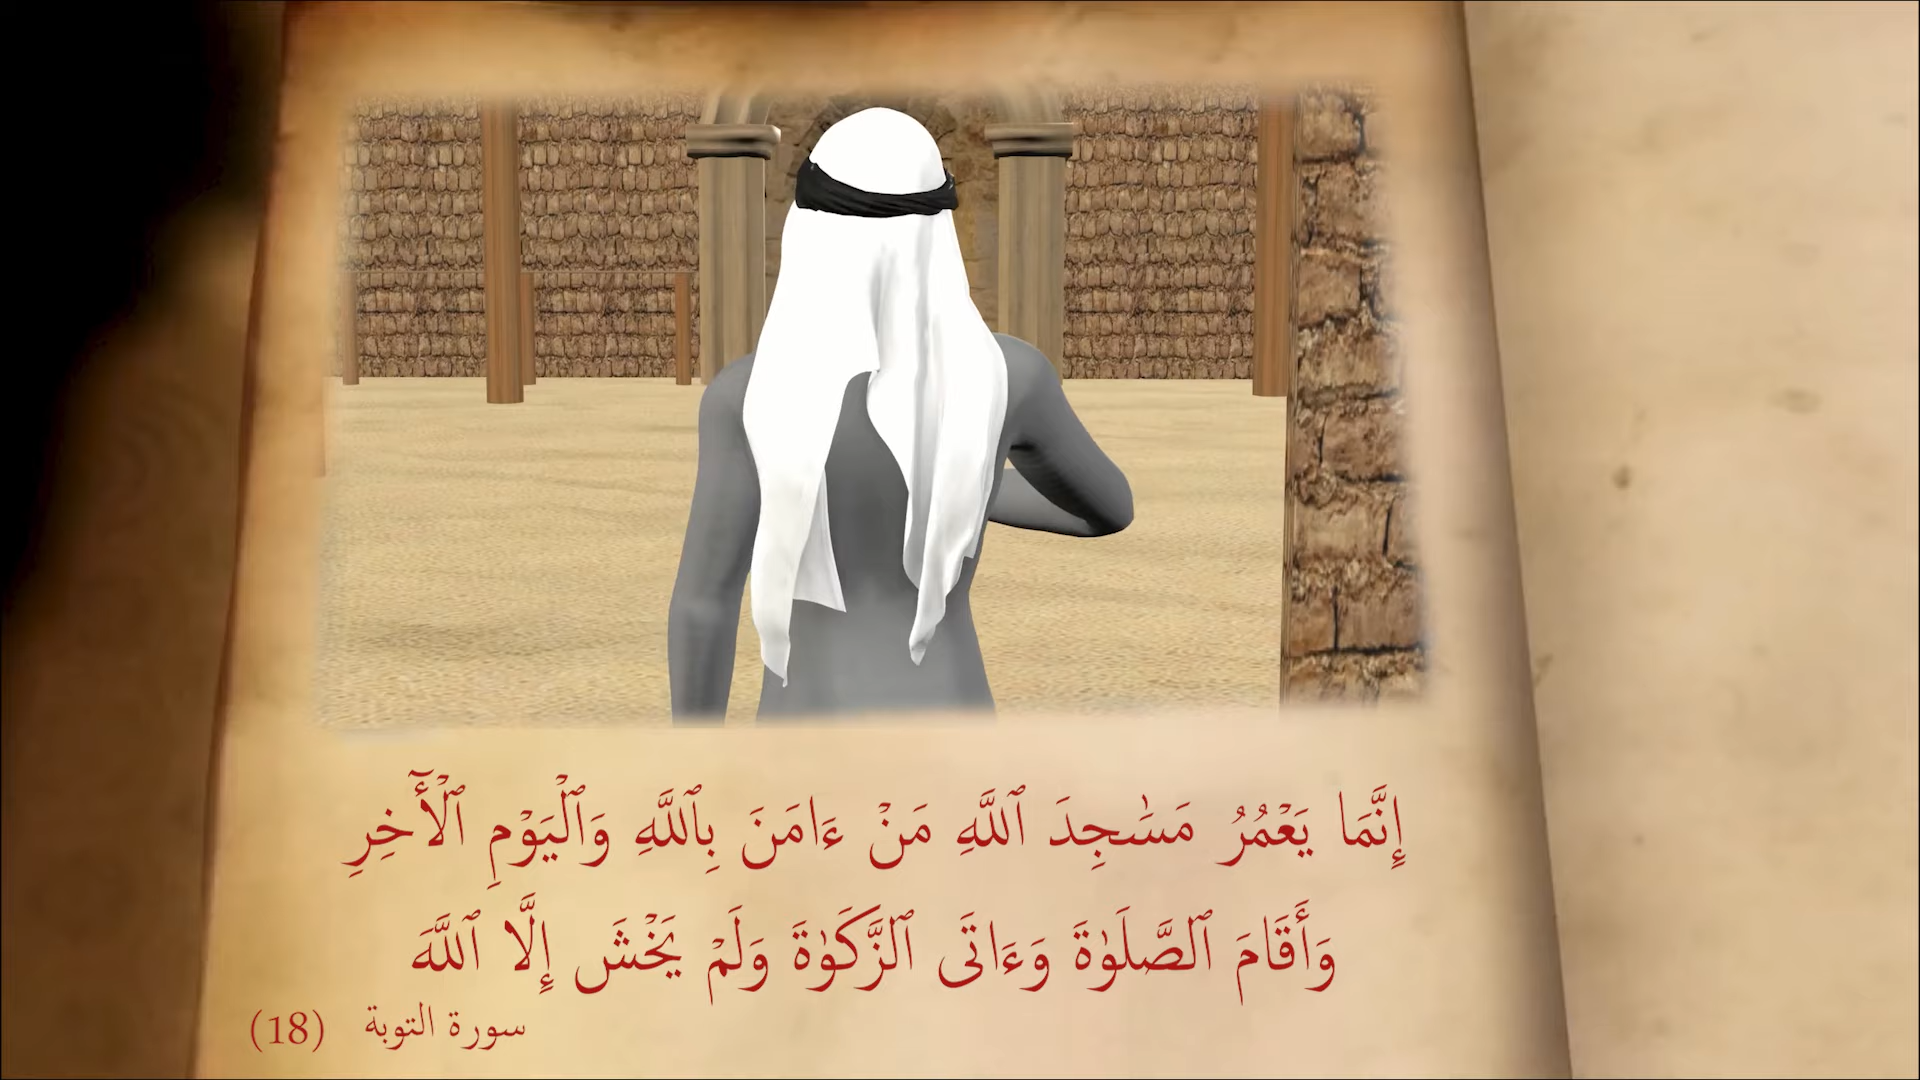 إِنَّمَا يَعْمُرُ مَسَٰجِدَ ٱللَّهِ مَنْ ءَامَنَ بِٱللَّهِ وَٱلْيَوْمِ ٱلْأٓخِرِ
وَأَقَامَ ٱلصَّلَوٰةَ وَءَاتَى ٱلزَّكَوٰةَ وَلَمْ يَخْشَ إِلَّا ٱللَّهَ
سورة التوبة (18)